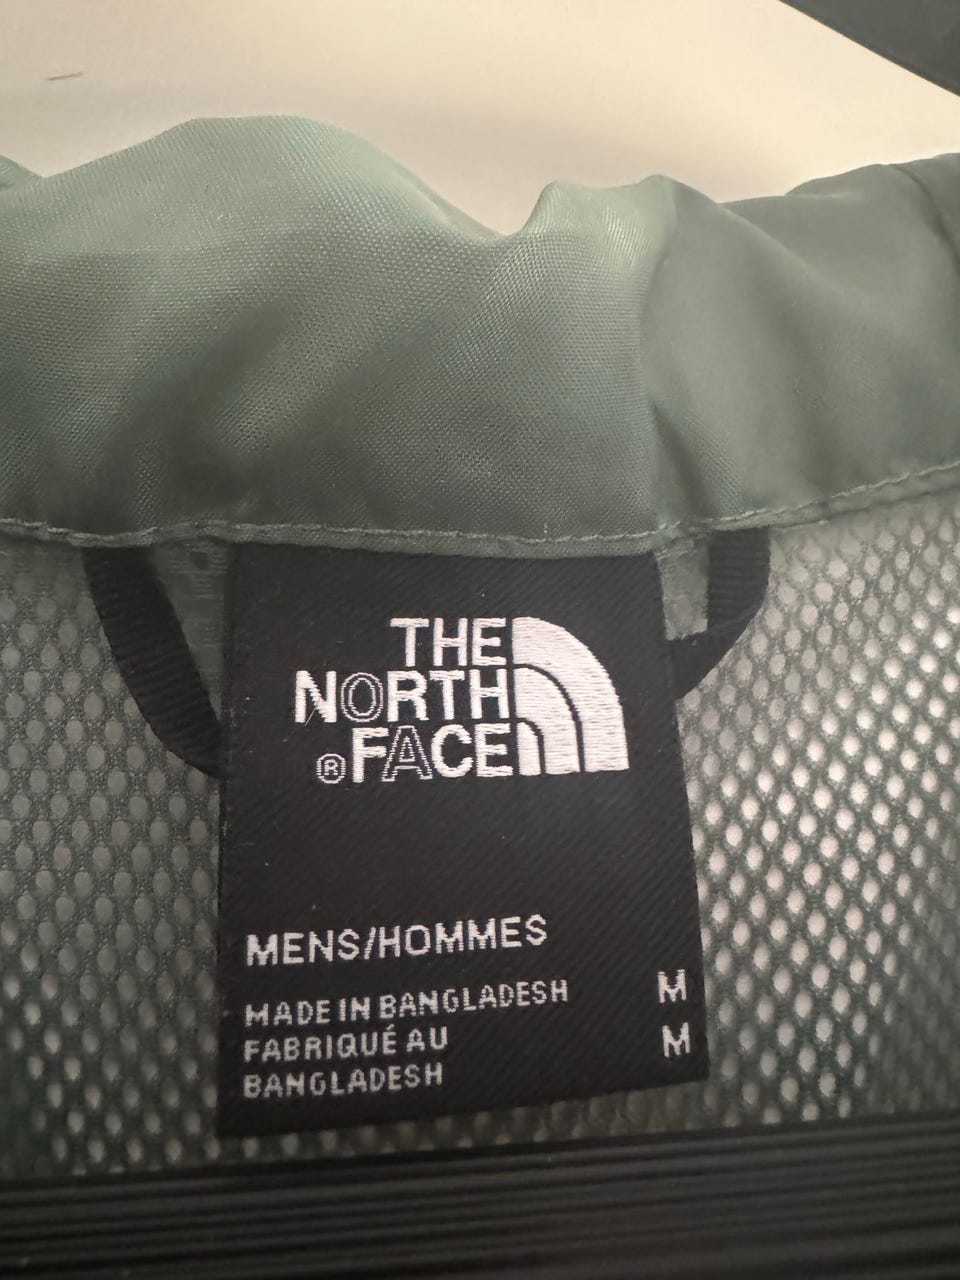 THE
NORTH
®FACE
MENS/HOMMES
MADE IN BANGLADESH M
FABRIQUÉ AU M
BANGLADESH